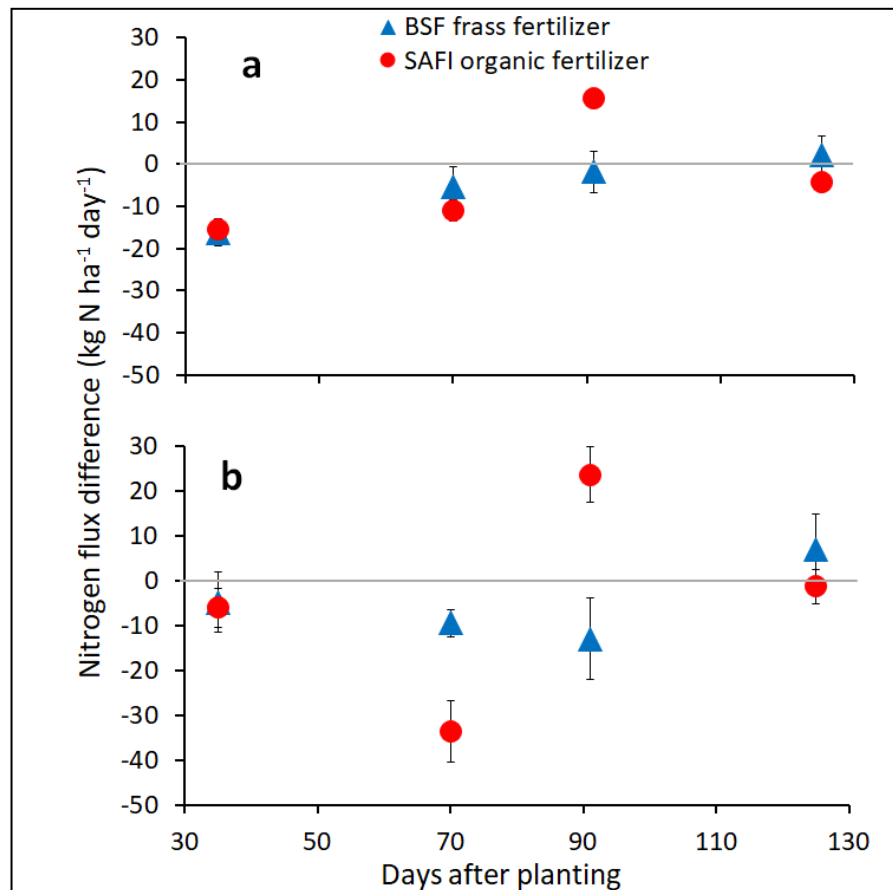 BSF frass fertilizer
SAFI organic fertilizer
a
30
20
10
0
-10
-20
-30
-40
-50
b
30
20
10
0
-10
-20
-30
-40
-50
30 50 70 90 110 130
Days after planting
Nitrogen flux difference (kg N ha⁻¹ day⁻¹)